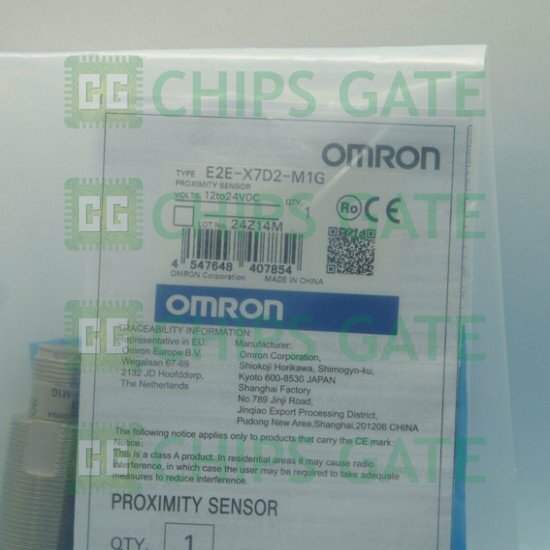 CG CHIPS GATE
OMRON
TYPE E2E-X7D2-M1G
PROXIMITY SENSOR
VOLTS. 12to24VDC QTY. 1
LOT No. 24Z14M
4 547648 407854
OMRON Corporation MADE IN CHINA
CE
OMRON
CG CHIPS GATE
TRACEABILITY INFORMATION:
Representative in EU:
Omron Europe B.V.
Wegalaan 67-69
2132 JD Hoofddorp,
The Netherlands
Manufacturer:
Omron Corporation,
Shiokoji Horikawa, Shimogyo-ku,
Kyoto 600-8530 JAPAN
Shanghai Factory
No.789 Jinji Road,
Jinqiao Export Processing District,
Pudong New Area, Shanghai, 201206 CHINA
The following notice applies only to products that carry the CE mark:
Notice:
This is a class A product. In residential areas it may cause radio
interference, in which case the user may be required to take adequate
measures to reduce interference.
CG CHIPS GATE
PROXIMITY SENSOR
QTY. 1